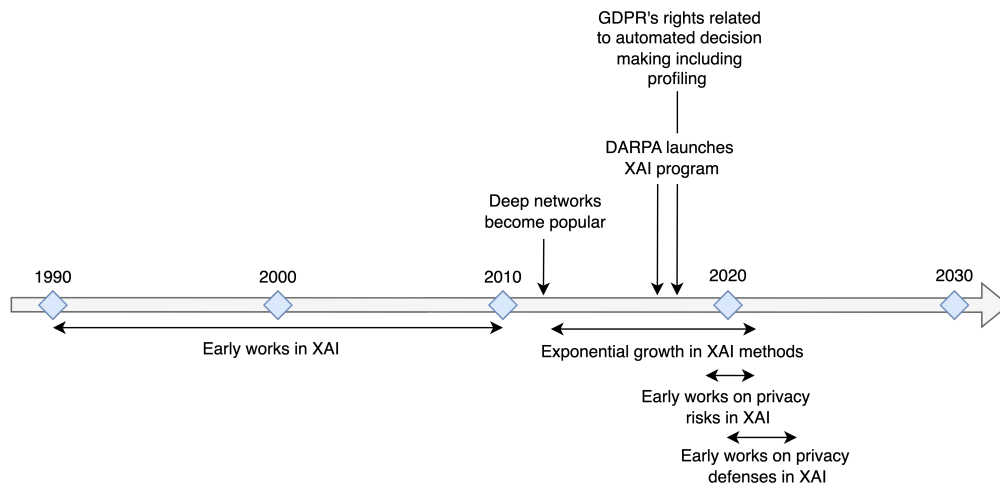 GDPR's rights related
to automated decision
making including
profiling
DARPA launches
XAI program
Deep networks
become popular
1990
2000
2010
2020
2030
Early works in XAI
Exponential growth in XAI methods
Early works on privacy
risks in XAI
Early works on privacy
defenses in XAI